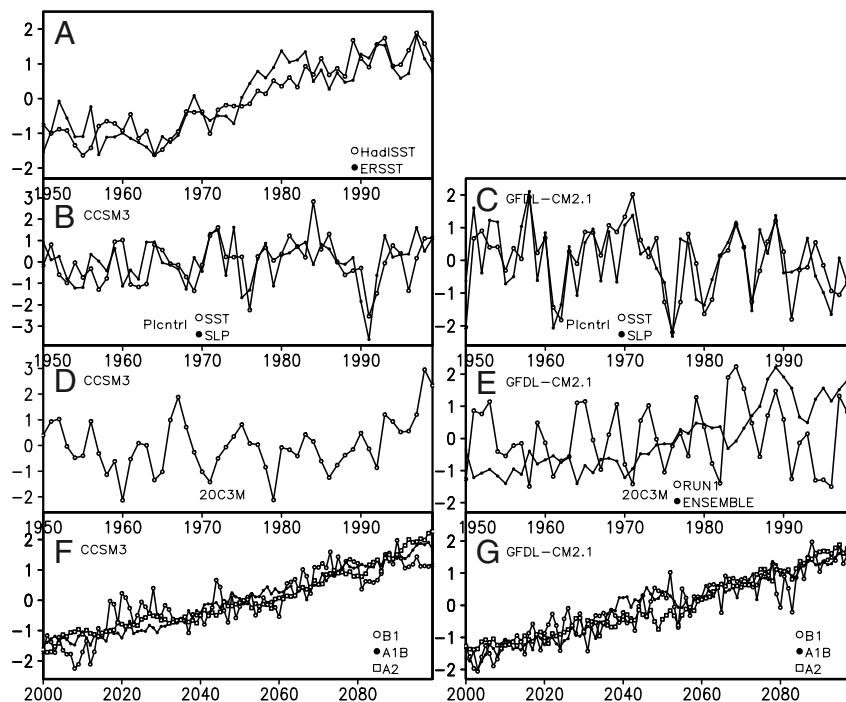 A
2
1
0
-1
-2
HadISST
ERSST
1950 1960 1970 1980 1990
B CCSM3
3
2
1
0
-1
-2
-3
PIcntrl
SST
SLP
1950 1960 1970 1980 1990
C GFDL-CM2.1
2
1
0
-1
-2
PIcntrl
SST
SLP
1950 1960 1970 1980 1990
D CCSM3
3
2
1
0
-1
-2
20C3M
1950 1960 1970 1980 1990
E GFDL-CM2.1
2
1
0
-1
-2
20C3M
RUN1
ENSEMBLE
1950 1960 1970 1980 1990
F CCSM3
2
1
0
-1
-2
B1
A1B
A2
2000 2020 2040 2060 2080
G GFDL-CM2.1
2
1
0
-1
-2
B1
A1B
A2
2000 2020 2040 2060 2080